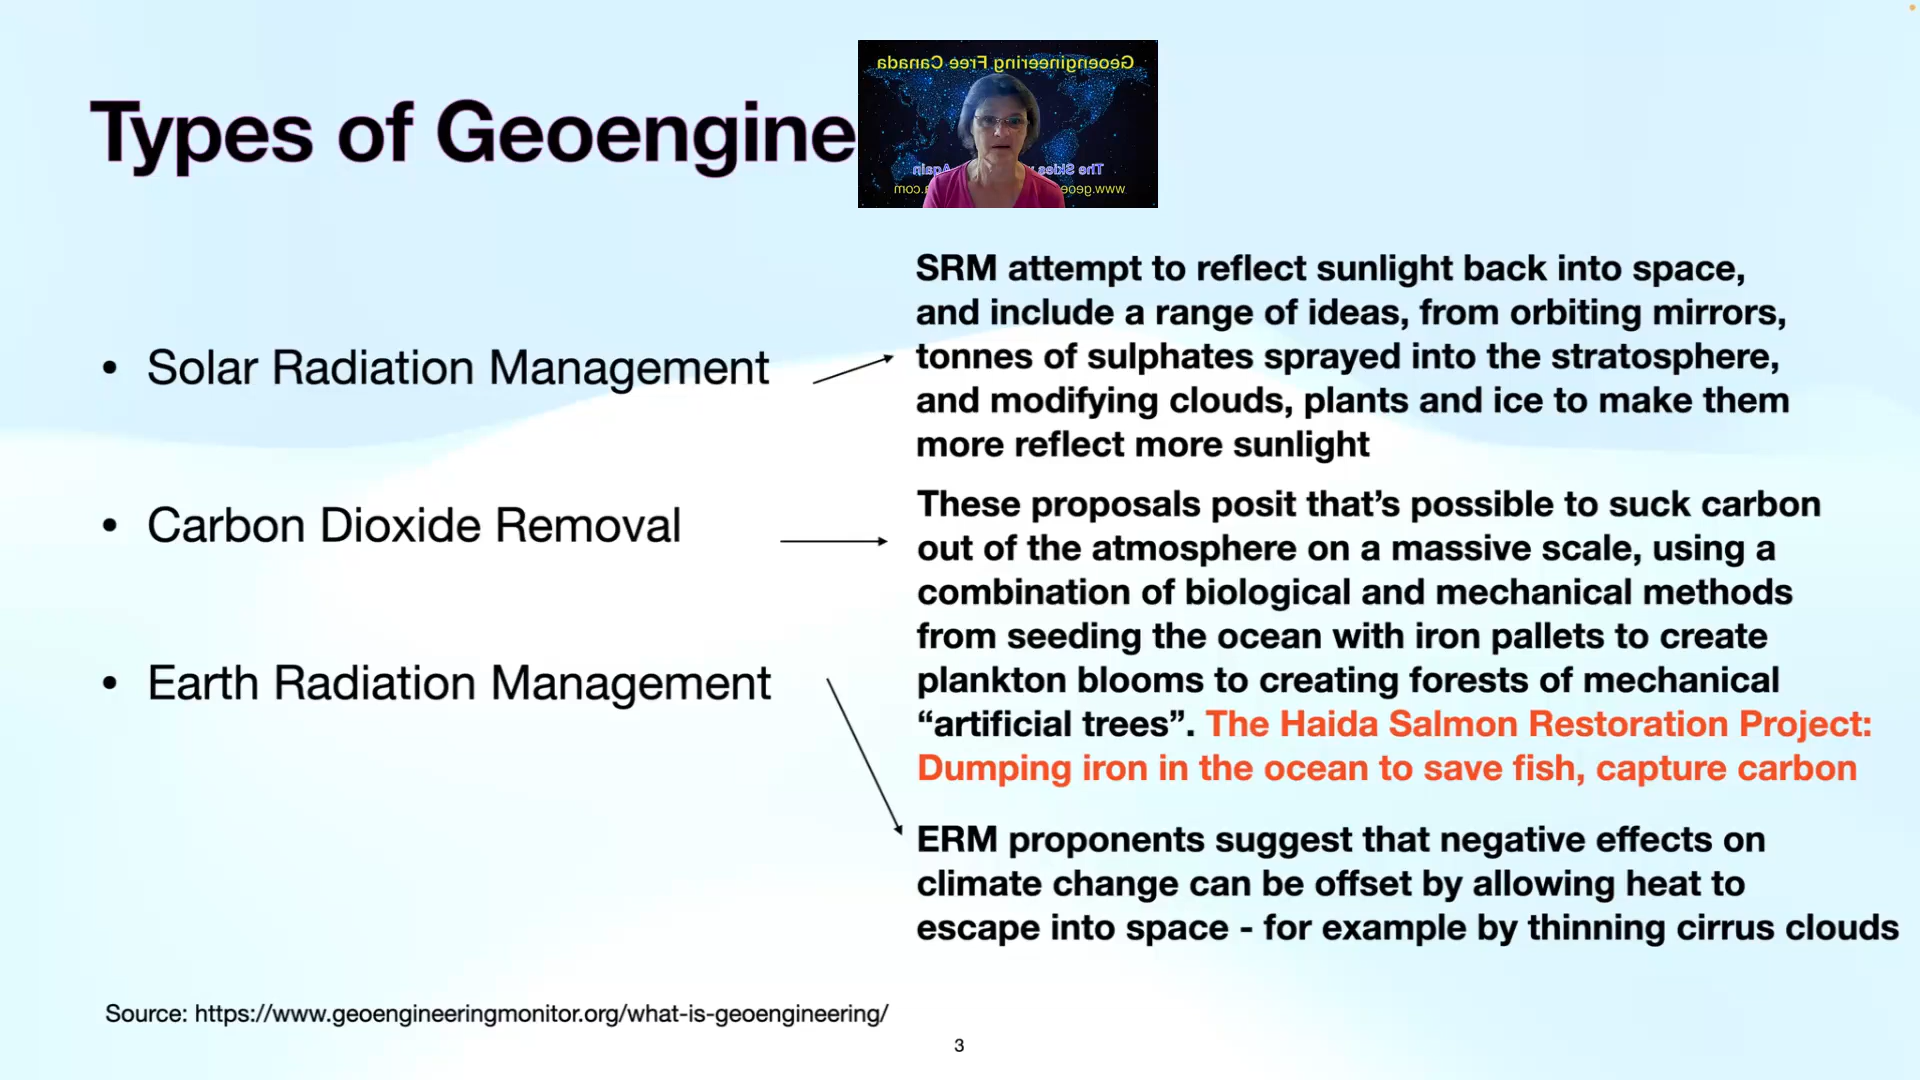 Types of Geoengine
Geoengineering Free Canada
The Skies Again
www.geoe a.com
• Solar Radiation Management
SRM attempt to reflect sunlight back into space,
and include a range of ideas, from orbiting mirrors,
tonnes of sulphates sprayed into the stratosphere,
and modifying clouds, plants and ice to make them
more reflect more sunlight
• Carbon Dioxide Removal
These proposals posit that’s possible to suck carbon
out of the atmosphere on a massive scale, using a
combination of biological and mechanical methods
from seeding the ocean with iron pallets to create
plankton blooms to creating forests of mechanical
“artificial trees”. The Haida Salmon Restoration Project:
Dumping iron in the ocean to save fish, capture carbon
• Earth Radiation Management
ERM proponents suggest that negative effects on
climate change can be offset by allowing heat to
escape into space - for example by thinning cirrus clouds
Source: https://www.geoengineeringmonitor.org/what-is-geoengineering/
3